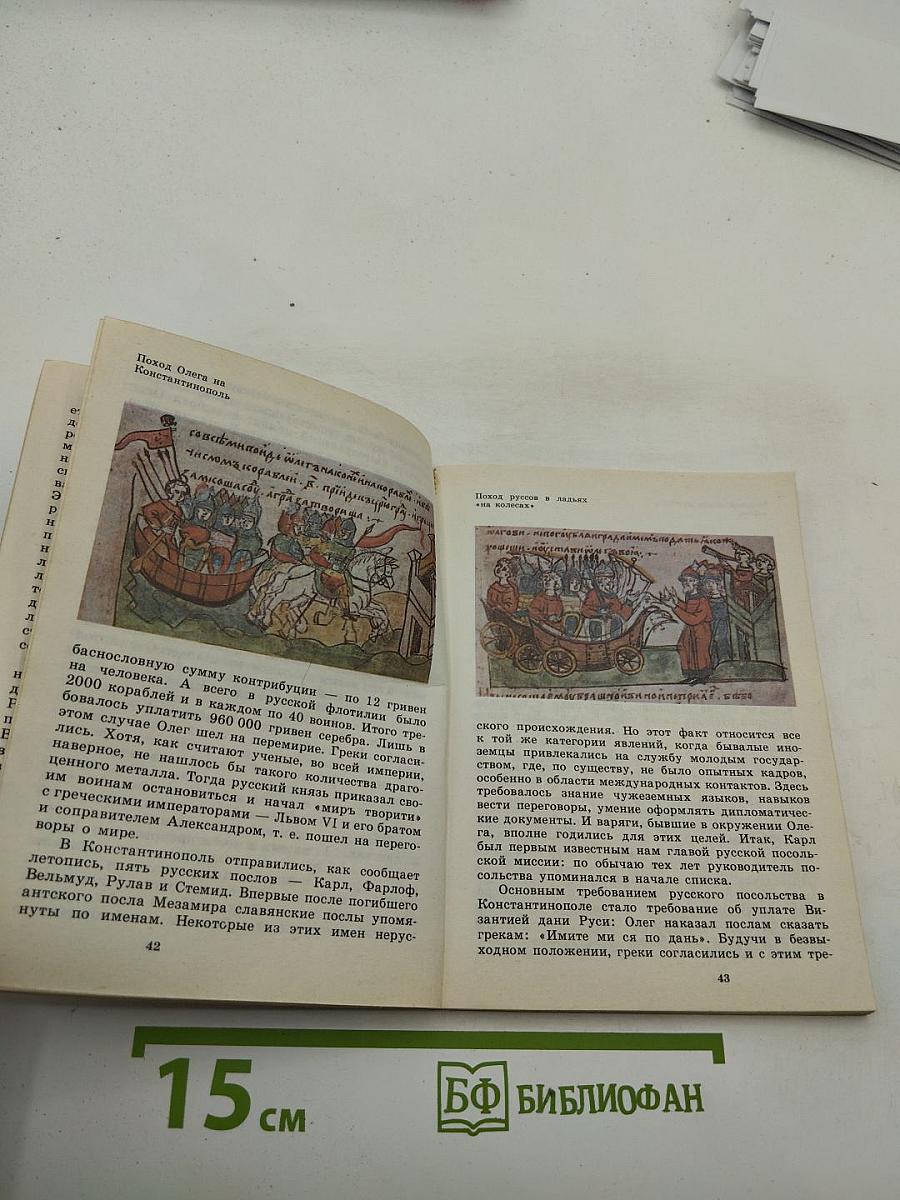 Поход Олега на
Константинополь
баснословную сумму контрибуции — по 12 гривен
на человека. А всего в русской флотилии было
2000 кораблей и в каждом по 40 воинов. Итого тре-
бовалось уплатить 960 000 гривен серебра. Лишь в
этом случае Олег шел на перемирие. Греки согласи-
лись. Хотя, как считают ученые, во всей империи,
наверное, не нашлось бы такого количества драго-
ценного металла. Тогда русский князь приказал сво-
им воинам остановиться и начал «миръ творити»
с греческими императорами — Львом VI и его братом
и соправителем Александром, т. е. пошел на перего-
воры о мире.
В Константинополь отправились, как сообщает
летопись, пять русских послов — Карл, Фарлоф,
Вельмуд, Рулав и Стемид. Впервые после погибшего
антского посла Мезамира славянские послы упомя-
нуты по именам. Некоторые из этих имен нерус-
42
Поход руссов в ладьях
«на колесах»
ского происхождения. Но этот факт относится все
к той же категории явлений, когда бывалые ино-
земцы привлекались на службу молодым государ-
ством, где, по существу, не было опытных кадров,
особенно в области международных контактов. Здесь
требовалось знание чужеземных языков, навыков
вести переговоры, умение оформлять дипломатичес-
кие документы. И варяги, бывшие в окружении Оле-
га, вполне годились для этих целей. Итак, Карл
был первым известным нам главой русской посоль-
ской миссии: по обычаю тех лет руководитель по-
сольства упоминался в начале списка.
Основным требованием русского посольства в
Константинополе стало требование об уплате Ви-
зантией дани Руси: Олег наказал послам сказать
грекам: «Имите ми ся по дань». Будучи в безвы-
ходном положении, греки согласились и с этим тре-
43
15 см
БФ БИБЛИОФАН